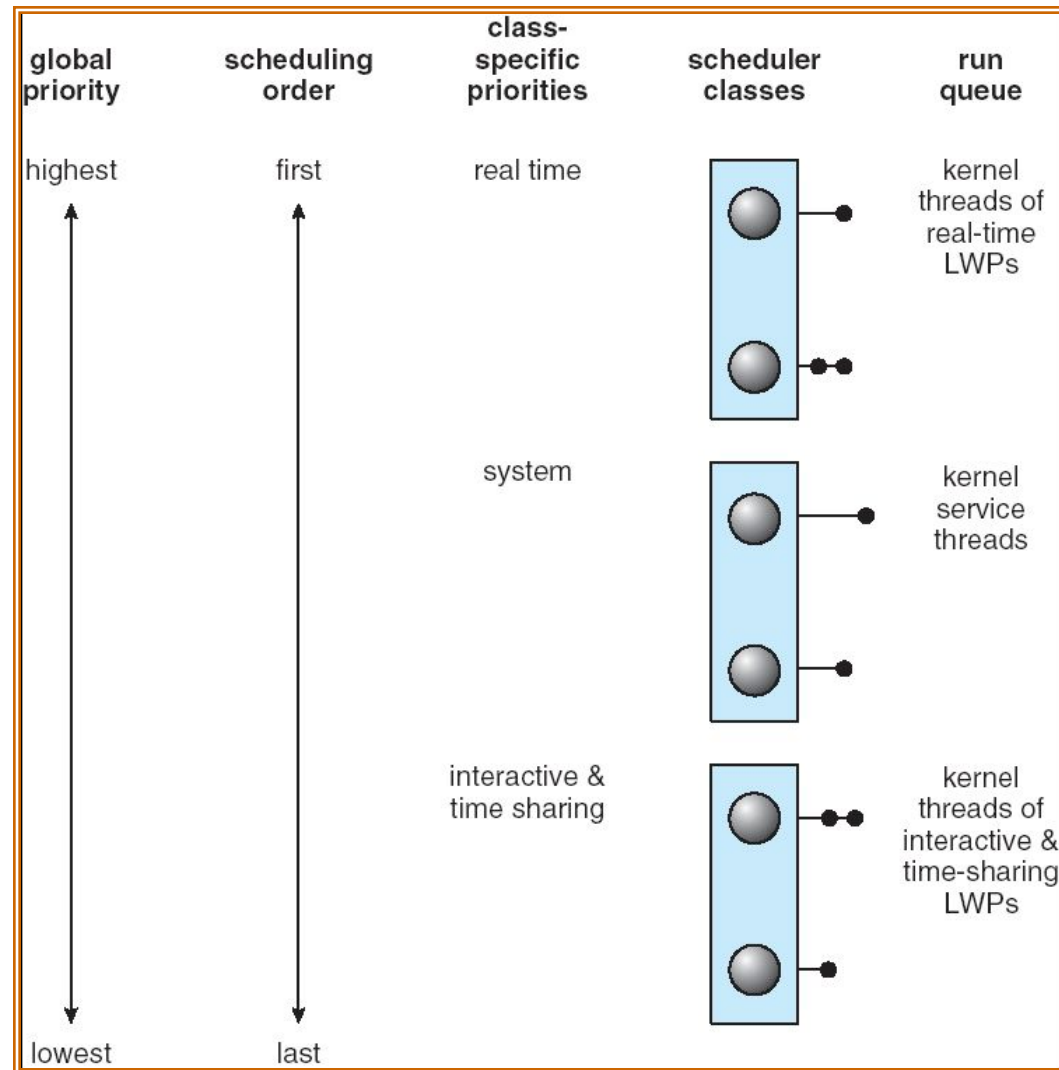 global
priority
scheduling
order
class-
specific
priorities
scheduler
classes
run
queue
highest
first
real time
kernel
threads of
real-time
LWPs
system
kernel
service
threads
interactive &
time sharing
kernel
threads of
interactive &
time-sharing
LWPs
lowest
last